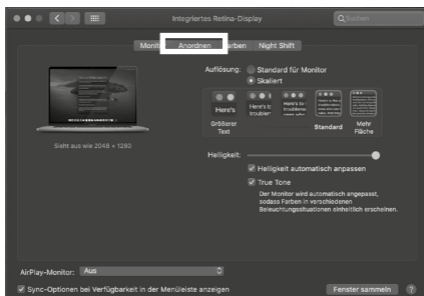 Integriertes Retina-Display
Suchen
Monitor Anordnen Farben Night Shift
Auflösung: Standard für Monitor
Skaliert
Here's
Größerer Text
Standard
Mehr Fläche
Sieht aus wie 2048 × 1280
Helligkeit:
Helligkeit automatisch anpassen
True Tone
Der Monitor wird automatisch angepasst,
sodass Farben in verschiedenen
Beleuchtungssituationen einheitlich erscheinen.
AirPlay-Monitor: Aus
Sync-Optionen bei Verfügbarkeit in der Menüleiste anzeigen
Fenster sammeln ?